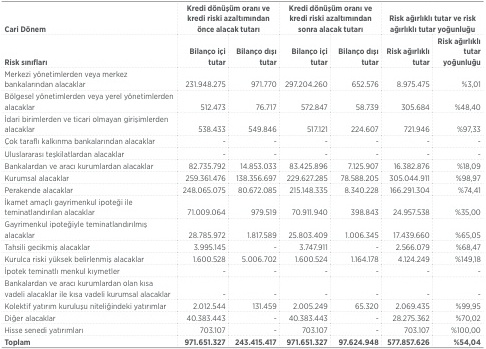 Cari Dönem
Kredi dönüşüm oranı ve kredi riski azaltımından önce alacak tutarı
Kredi dönüşüm oranı ve kredi riski azaltımından sonra alacak tutarı
Risk ağırlıklı tutar ve risk ağırlıklı tutar yoğunluğu
Risk sınıfları | Bilanço içi tutar | Bilanço dışı tutar | Bilanço içi tutar | Bilanço dışı tutar | Risk ağırlıklı tutar | Risk ağırlıklı tutar yoğunluğu
Merkezi yönetimlerden veya merkez
bankalarından alacaklar 231.948.275 971.770 297.204.260 652.576 8.975.475 %3,01
Bölgesel yönetimlerden veya yerel yönetimlerden
alacaklar 512.473 76.717 572.847 58.739 305.684 %48,40
İdari birimlerden ve ticari olmayan girişimlerden
alacaklar 538.433 549.846 517.121 224.607 721.946 %97,33
Çok taraflı kalkınma bankalarından alacaklar - - - - - -
Uluslararası teşkilatlardan alacaklar - - - - - -
Bankalardan ve aracı kurumlardan alacaklar 82.735.792 14.853.033 83.425.896 7.125.907 16.382.876 %18,09
Kurumsal alacaklar 259.361.476 138.356.697 229.627.285 78.588.205 305.044.911 %98,97
Perakende alacaklar 248.065.075 80.672.085 215.148.335 8.340.228 166.291.304 %74,41
İkamet amaçlı gayrimenkul ipoteği ile
teminatlandırılan alacaklar 71.009.064 979.519 70.911.940 398.843 24.957.538 %35,00
Gayrimenkul ipoteğiyle teminatlandırılmış
alacaklar 28.785.972 1.817.589 25.803.409 1.006.345 17.439.660 %65,05
Tahsili gecikmiş alacaklar 3.995.145 - 3.747.911 - 2.566.079 %68,47
Kurulca riski yüksek belirlenmiş alacaklar 1.600.528 5.006.702 1.600.524 1.164.178 4.124.249 %149,18
İpotek teminatlı menkul kıymetler - - - - - -
Bankalardan ve aracı kurumlardan olan kısa
vadeli alacaklar ile kısa vadeli kurumsal alacaklar - - - - - -
Kolektif yatırım kuruluşu niteliğindeki yatırımlar 2.012.544 131.459 2.005.249 65.320 2.069.435 %99,95
Diğer alacaklar 40.383.443 - 40.383.443 - 28.275.362 %70,02
Hisse senedi yatırımları 703.107 - 703.107 - 703.107 %100,00
Toplam 971.651.327 243.415.417 971.651.327 97.624.948 577.857.626 %54,04